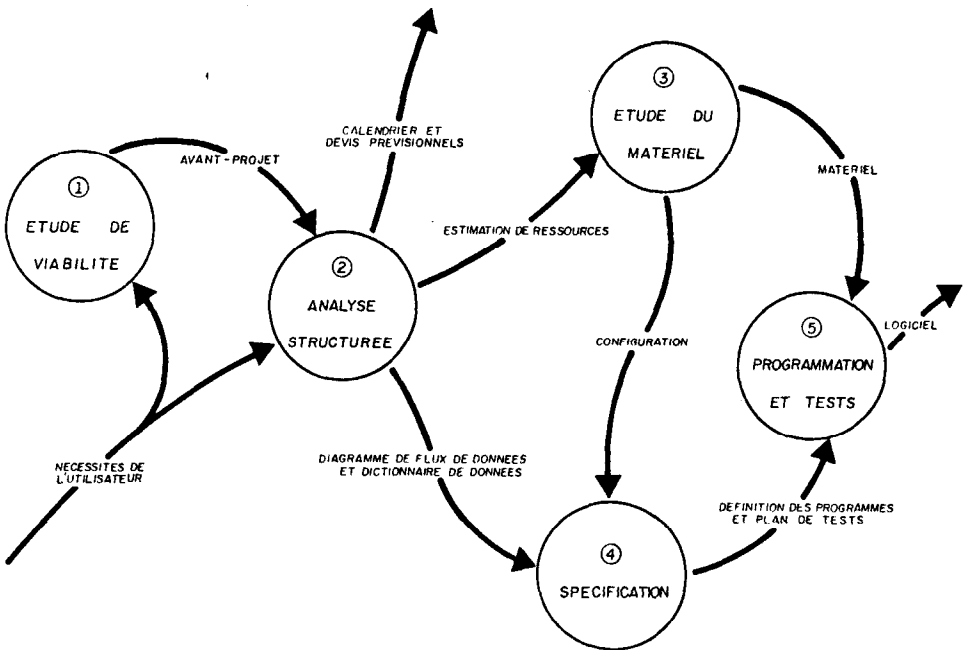 ①
ETUDE DE
VIABILITE
AVANT-PROJET
CALENDRIER ET
DEVIS PREVISIONNELS
②
ANALYSE
STRUCTUREE
NECESSITES DE
L'UTILISATEUR
ESTIMATION DE RESSOURCES
③
ETUDE DU
MATERIEL
MATERIEL
CONFIGURATION
DIAGRAMME DE FLUX DE DONNEES
ET DICTIONNAIRE DE DONNEES
④
SPECIFICATION
DEFINITION DES PROGRAMMES
ET PLAN DE TESTS
⑤
PROGRAMMATION
ET TESTS
LOGICIEL